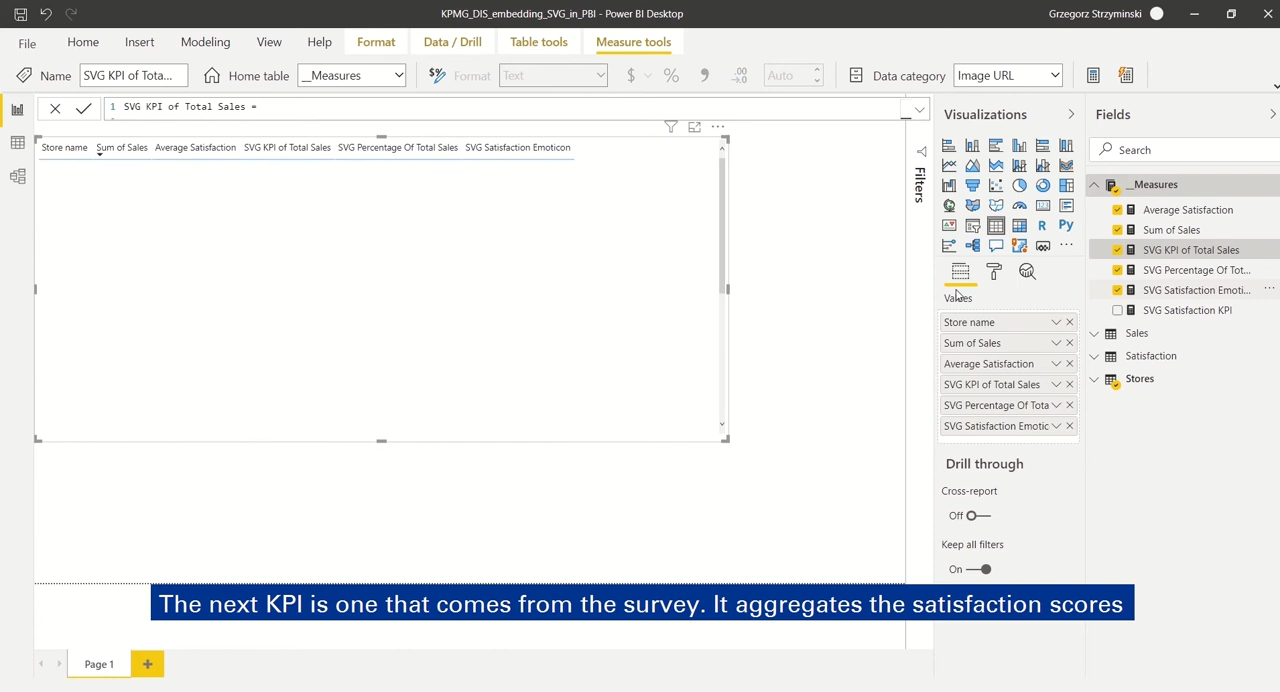 KPMG_DIS_embedding_SVG_in_PBI - Power BI Desktop
Grzegorz Strzyminski
File
Home
Insert
Modeling
View
Help
Format
Data / Drill
Table tools
Measure tools
Name
SVG KPI of Tota...
Home table
__Measures
Format
Text
$
%
Auto
Data category
Image URL
1 SVG KPI of Total Sales =
Store name
Sum of Sales
Average Satisfaction
SVG KPI of Total Sales
SVG Percentage Of Total Sales
SVG Satisfaction Emoticon
Filters
Visualizations
R
Py
Values
Store name
Sum of Sales
Average Satisfaction
SVG KPI of Total Sales
SVG Percentage Of Tota
SVG Satisfaction Emotic
Drill through
Cross-report
Off
Keep all filters
On
Fields
Search
__Measures
Average Satisfaction
Sum of Sales
SVG KPI of Total Sales
SVG Percentage Of Tot...
SVG Satisfaction Emoti...
SVG Satisfaction KPI
Sales
Satisfaction
Stores
The next KPI is one that comes from the survey. It aggregates the satisfaction scores
Page 1